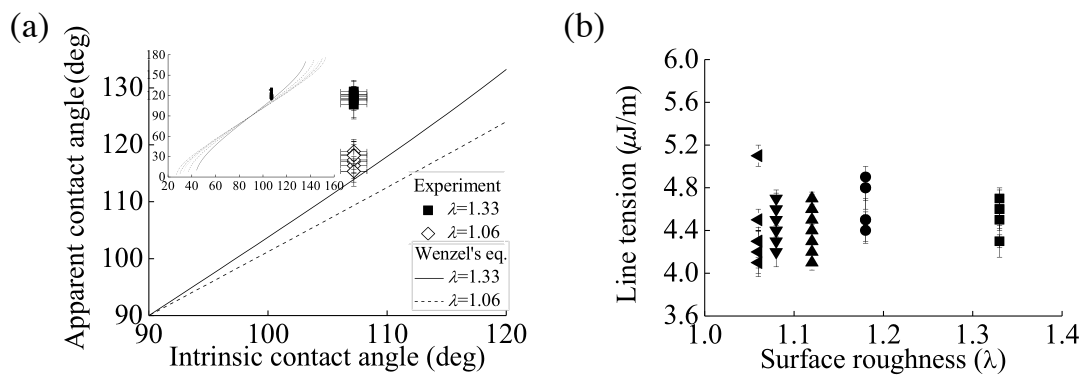 (a)
(b)
Apparent contact angle (deg)
130
120
110
100
90
180
150
120
90
60
30
0
20 40 60 80 100 120 140 160
Experiment
λ=1.33
λ=1.06
Wenzel's eq.
λ=1.33
λ=1.06
90 100 110 120
Intrinsic contact angle (deg)
Line tension (μJ/m)
6.0
5.6
5.2
4.8
4.4
4.0
3.6
1.0 1.1 1.2 1.3 1.4
Surface roughness (λ)